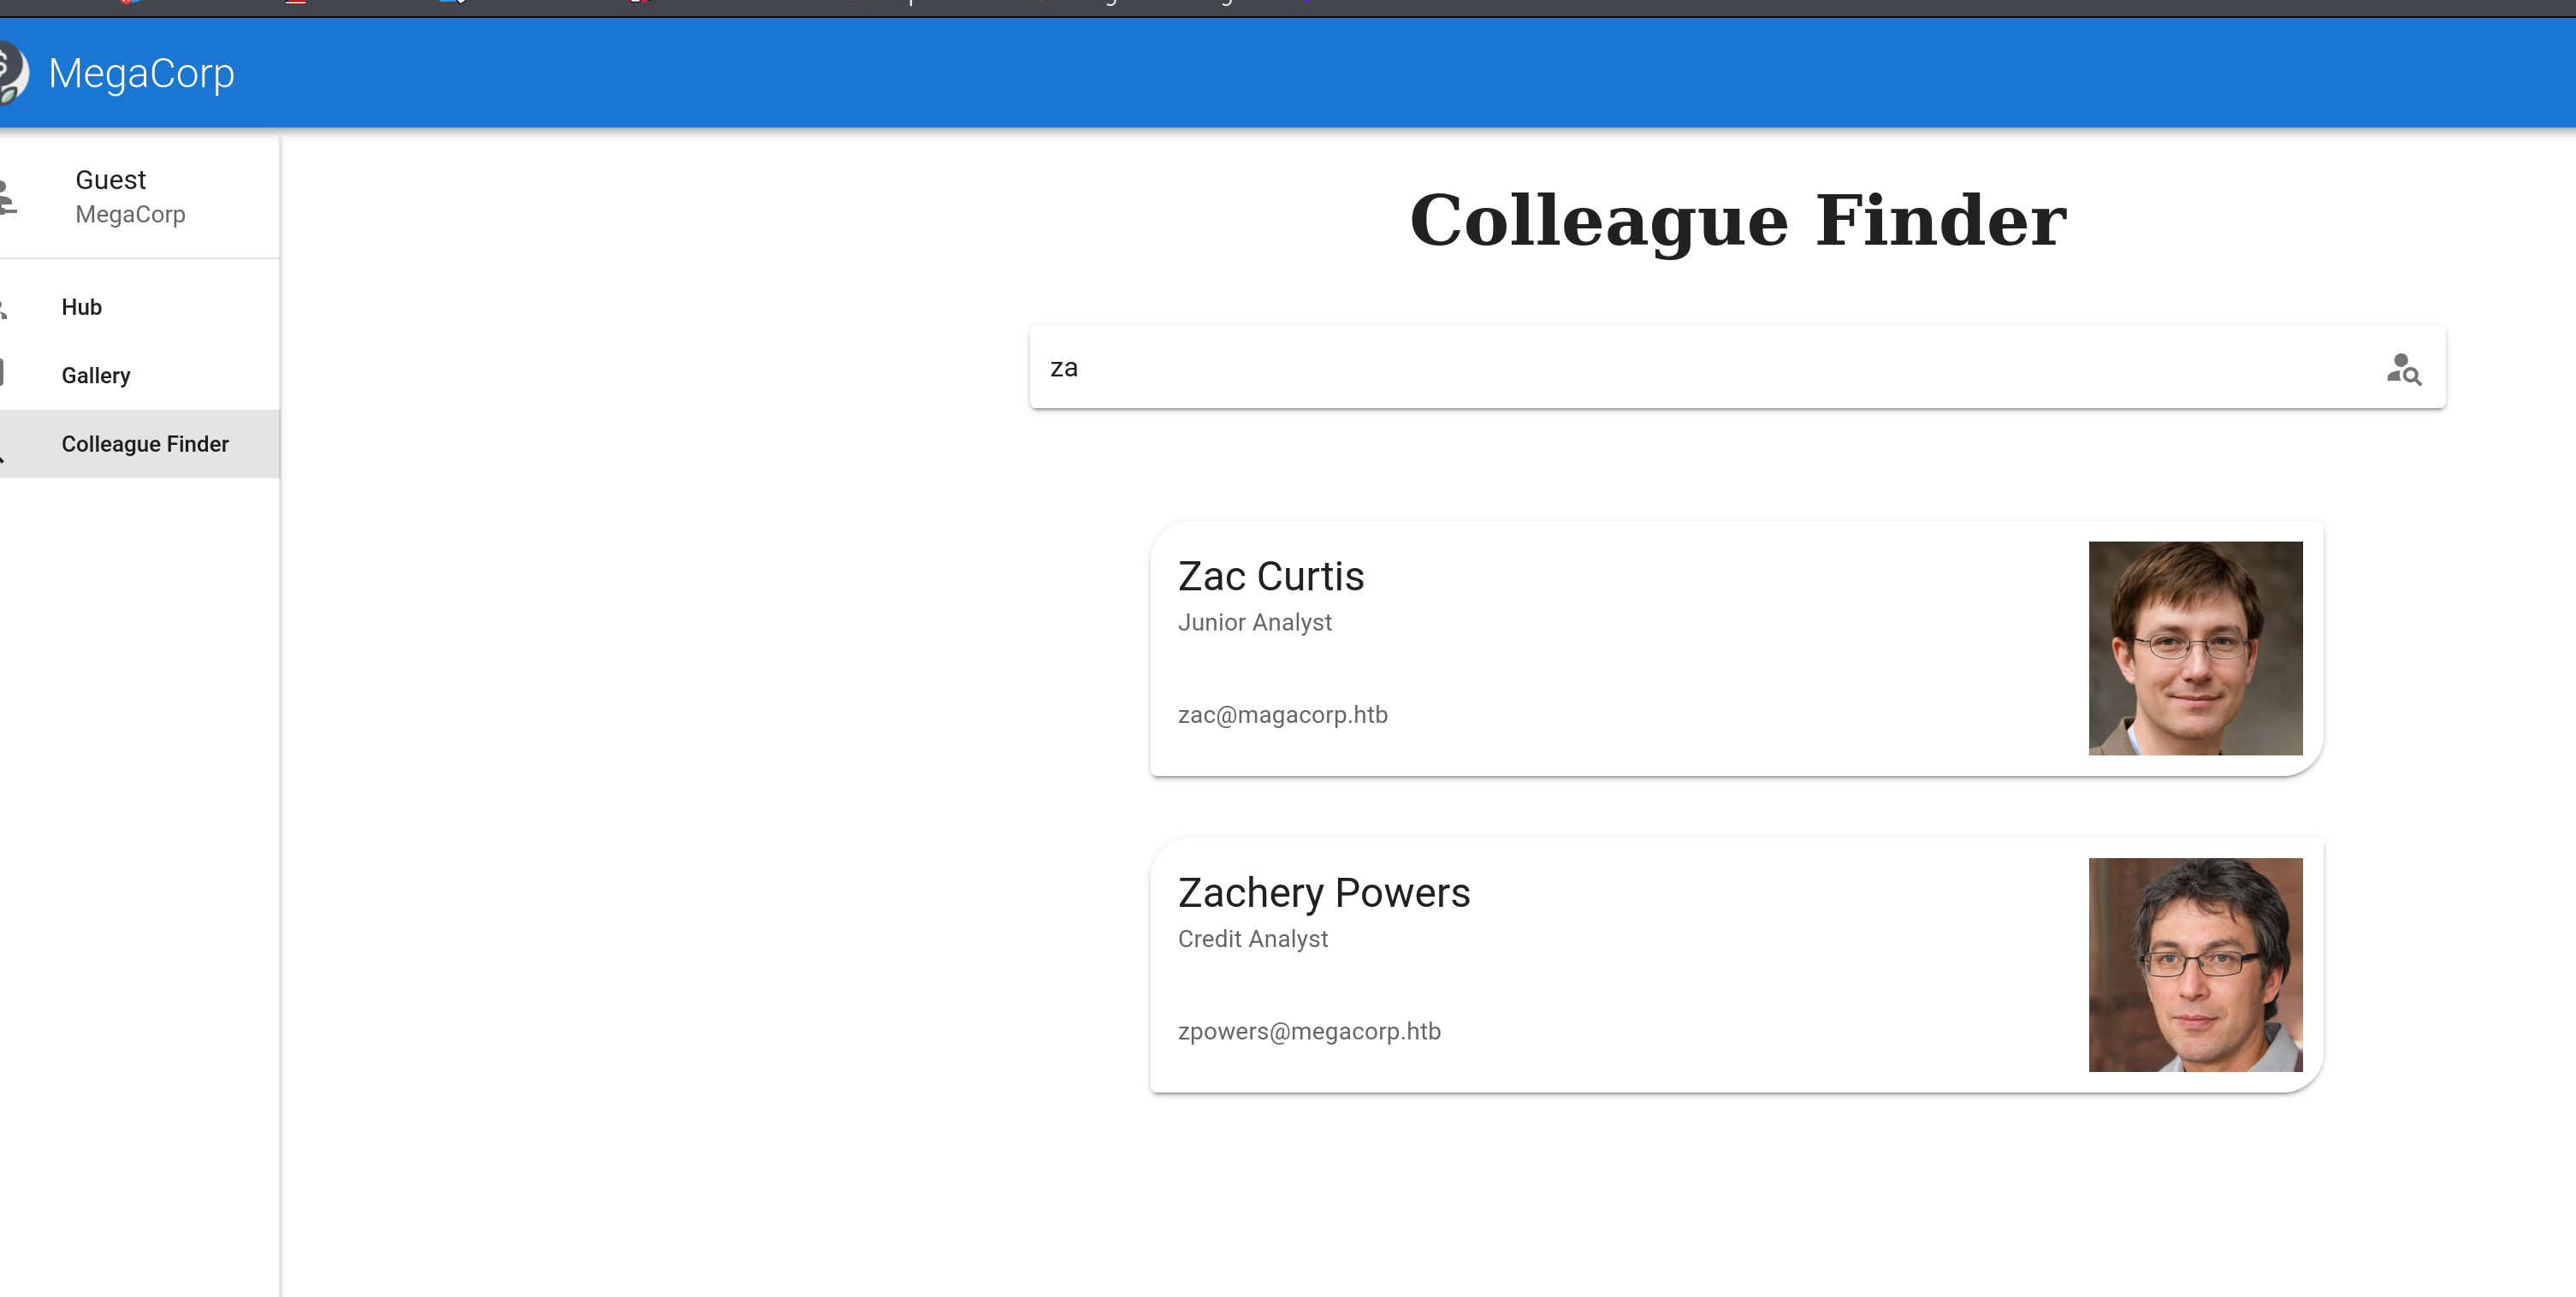 MegaCorp
Guest
MegaCorp
Hub
Gallery
Colleague Finder
Colleague Finder
za
Zac Curtis
Junior Analyst
zac@magacorp.htb
Zachery Powers
Credit Analyst
zpowers@megacorp.htb